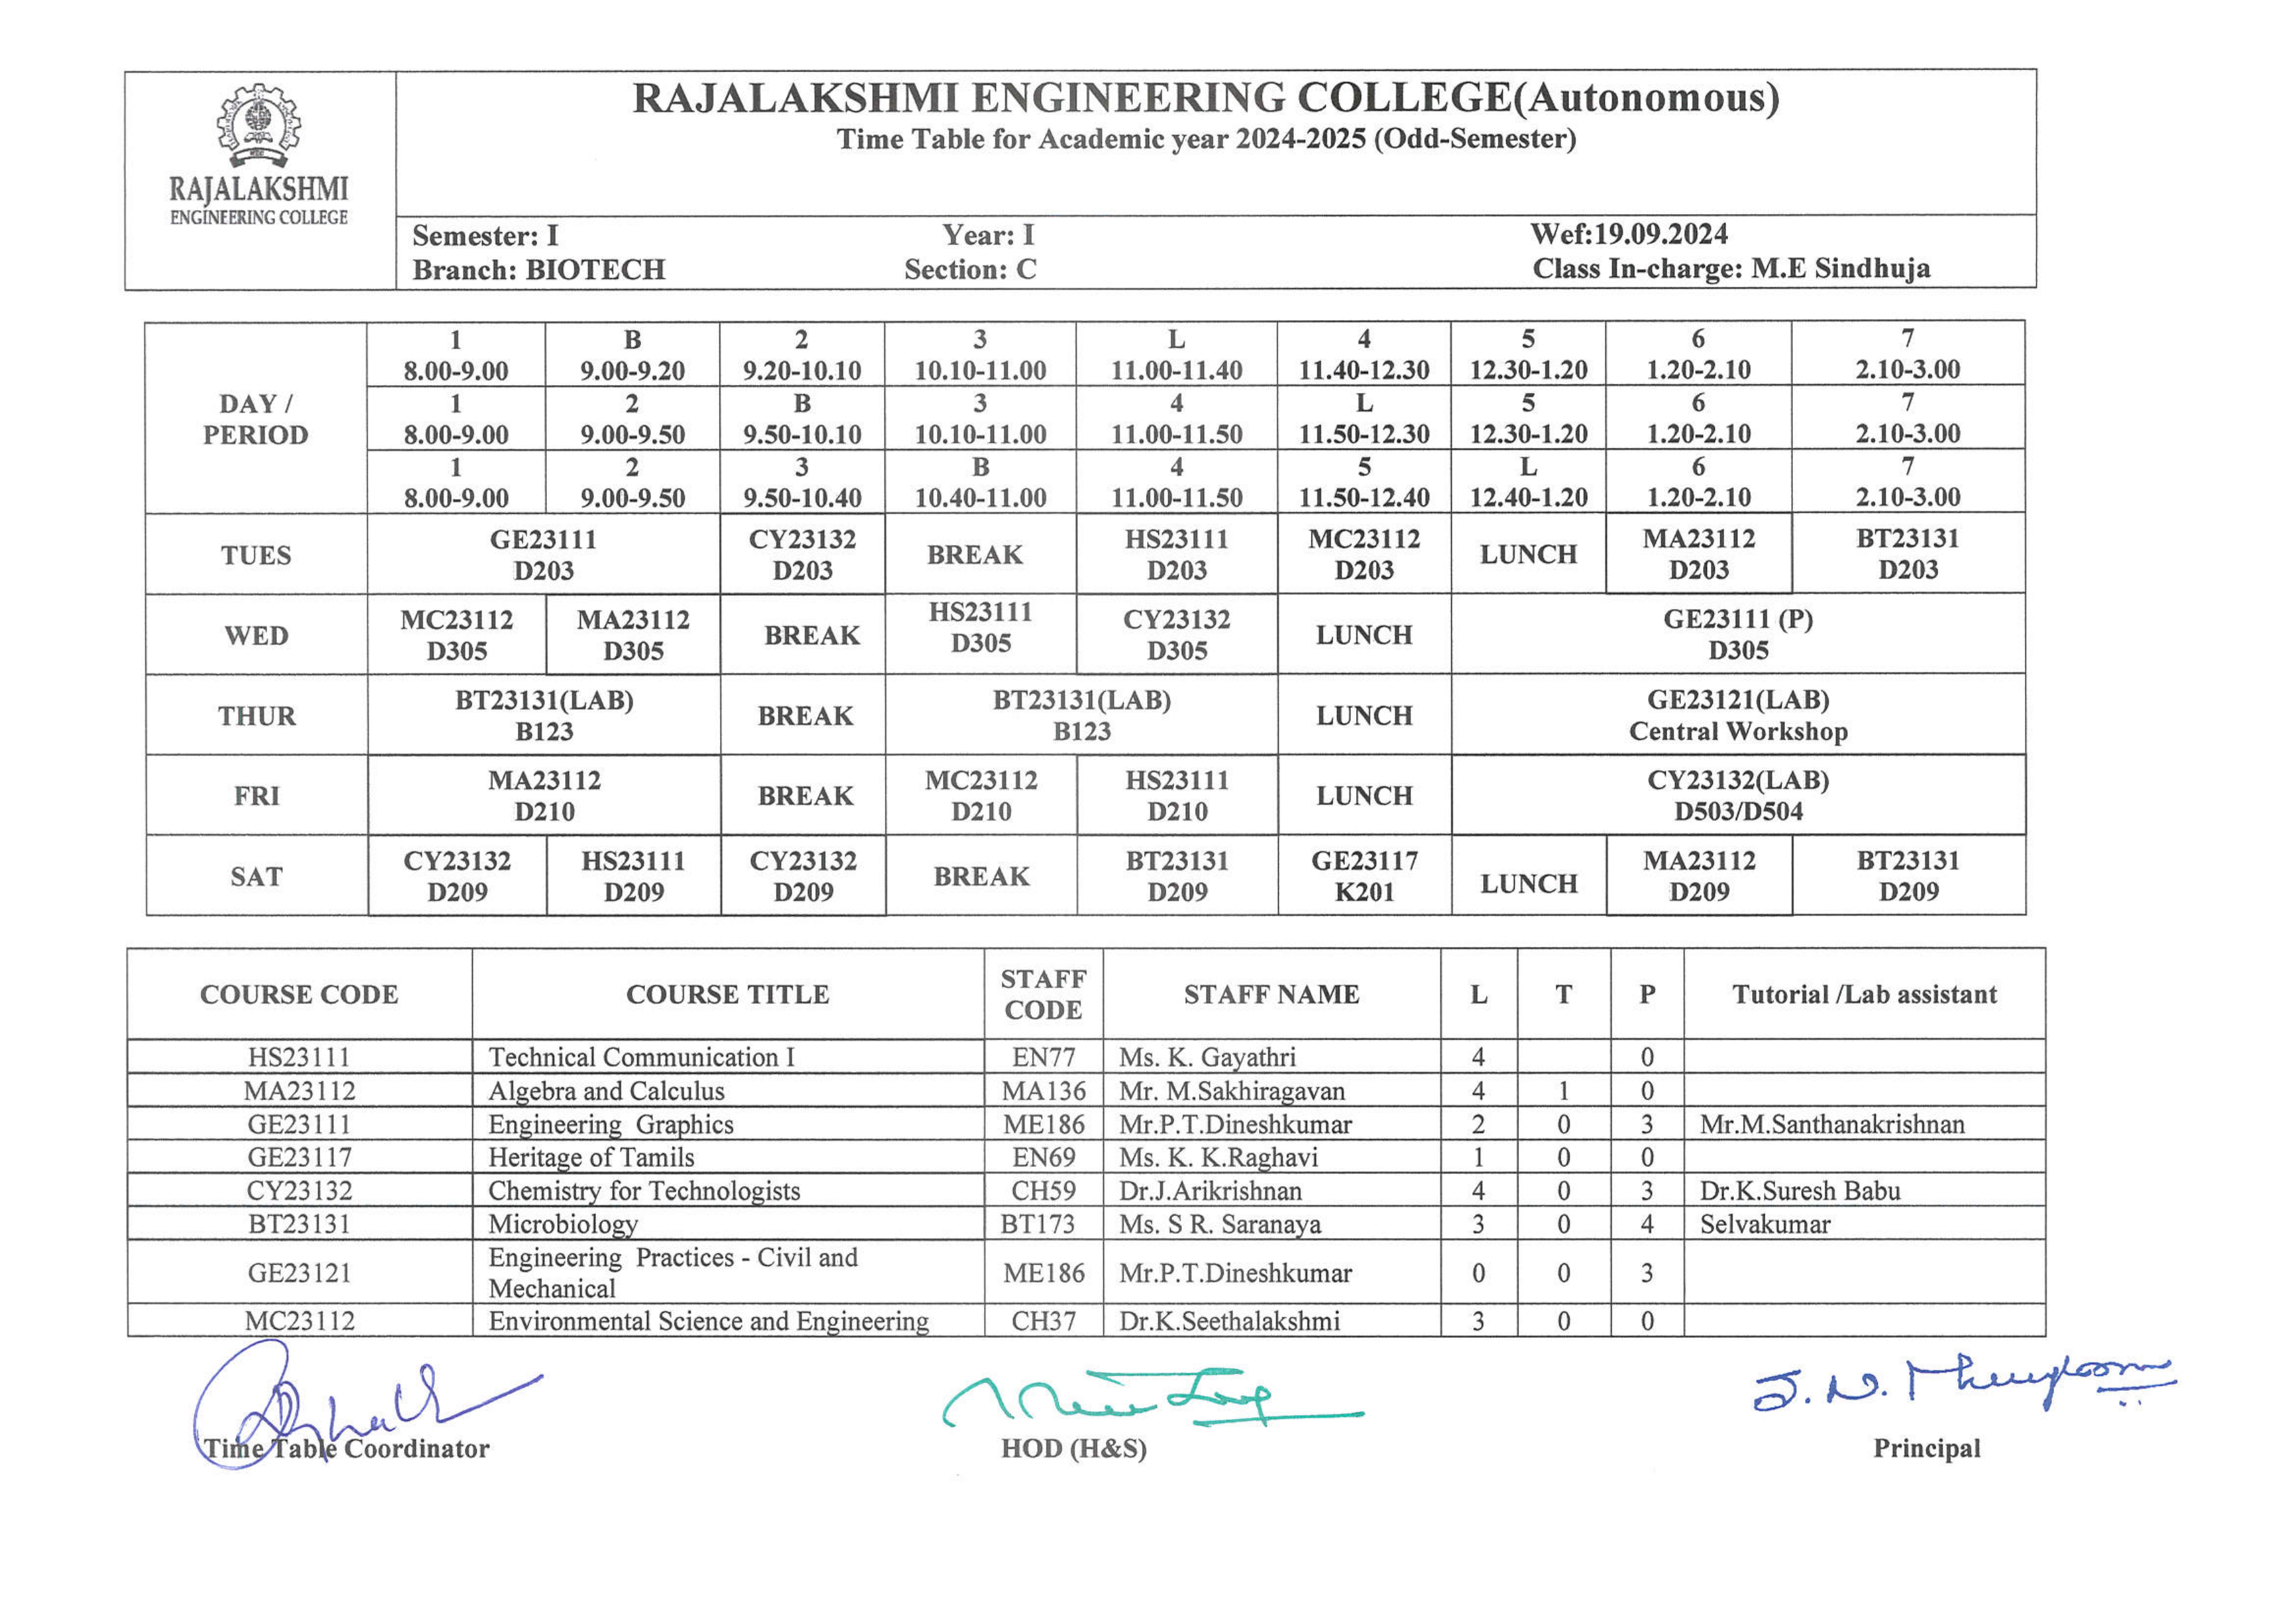 RAJALAKSHMI
ENGINEERING COLLEGE
RAJALAKSHMI ENGINEERING COLLEGE(Autonomous)
Time Table for Academic year 2024-2025 (Odd-Semester)
Semester: I Year: I Wef:19.09.2024
Branch: BIOTECH Section: C Class In-charge: M.E Sindhuja
DAY /
PERIOD
1 B 2 3 L 4 5 6 7
8.00-9.00 9.00-9.20 9.20-10.10 10.10-11.00 11.00-11.40 11.40-12.30 12.30-1.20 1.20-2.10 2.10-3.00
1 2 B 3 4 L 5 6 7
8.00-9.00 9.00-9.50 9.50-10.10 10.10-11.00 11.00-11.50 11.50-12.30 12.30-1.20 1.20-2.10 2.10-3.00
1 2 3 B 4 5 L 6 7
8.00-9.00 9.00-9.50 9.50-10.40 10.40-11.00 11.00-11.50 11.50-12.40 12.40-1.20 1.20-2.10 2.10-3.00
TUES
GE23111 CY23132 BREAK HS23111 MC23112 LUNCH MA23112 BT23131
D203 D203 D203 D203 D203 D203
WED
MC23112 MA23112 BREAK HS23111 CY23132 LUNCH GE23111 (P)
D305 D305 D305 D305 D305
THUR
BT23131(LAB) BREAK BT23131(LAB) LUNCH GE23121(LAB)
B123 B123 Central Workshop
FRI
MA23112 BREAK MC23112 HS23111 LUNCH CY23132(LAB)
D210 D210 D210 D503/D504
SAT
CY23132 HS23111 CY23132 BREAK BT23131 GE23117 LUNCH MA23112 BT23131
D209 D209 D209 D209 K201 D209 D209
COURSE CODE COURSE TITLE STAFF CODE STAFF NAME L T P Tutorial /Lab assistant
HS23111 Technical Communication I EN77 Ms. K. Gayathri 4 0
MA23112 Algebra and Calculus MA136 Mr. M.Sakhiragavan 4 1 0
GE23111 Engineering Graphics ME186 Mr.P.T.Dineshkumar 2 0 3 Mr.M.Santhanakrishnan
GE23117 Heritage of Tamils EN69 Ms. K. K.Raghavi 1 0 0
CY23132 Chemistry for Technologists CH59 Dr.J.Arikrishnan 4 0 3 Dr.K.Suresh Babu
BT23131 Microbiology BT173 Ms. S R. Saranaya 3 0 4 Selvakumar
GE23121 Engineering Practices - Civil and Mechanical ME186 Mr.P.T.Dineshkumar 0 0 3
MC23112 Environmental Science and Engineering CH37 Dr.K.Seethalakshmi 3 0 0
Time Table Coordinator HOD (H&S) Principal